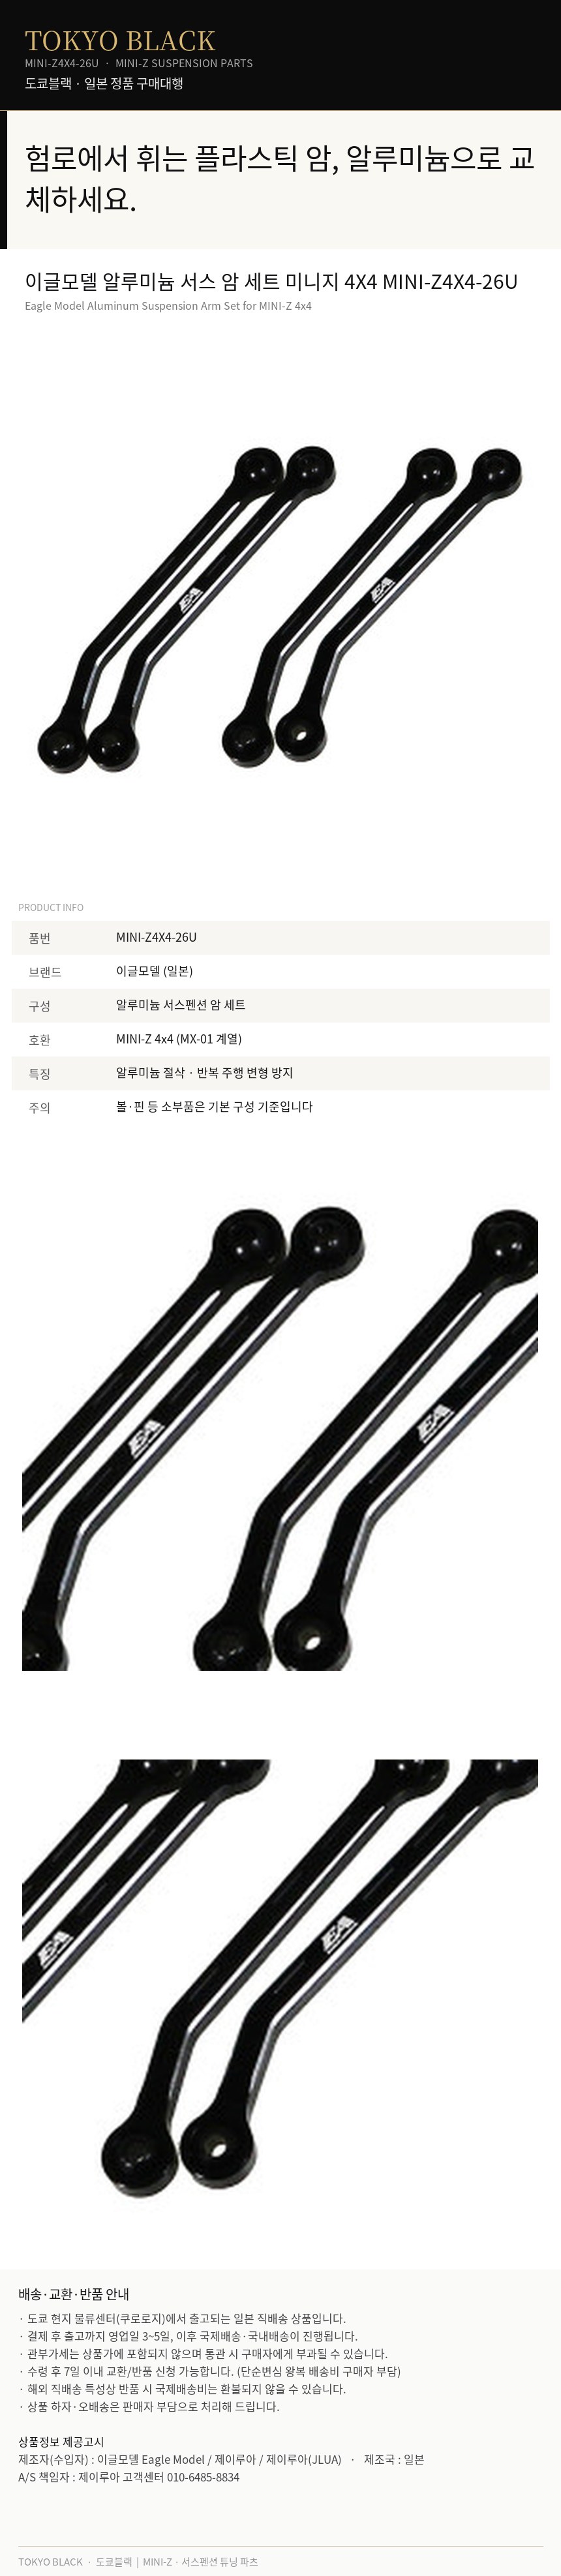 TOKYO BLACK
MINI-Z4X4-26U · MINI-Z SUSPENSION PARTS
도쿄블랙 · 일본 정품 구매대행
험로에서 휘는 플라스틱 암, 알루미늄으로 교
체하세요.
이글모델 알루미늄 서스 암 세트 미니지 4X4 MINI-Z4X4-26U
Eagle Model Aluminum Suspension Arm Set for MINI-Z 4x4
EA
EA
PRODUCT INFO
품번 MINI-Z4X4-26U
브랜드 이글모델 (일본)
구성 알루미늄 서스펜션 암 세트
호환 MINI-Z 4x4 (MX-01 계열)
특징 알루미늄 절삭 · 반복 주행 변형 방지
주의 볼·핀 등 소부품은 기본 구성 기준입니다
EA
EA
EA
EA
배송·교환·반품 안내
· 도쿄 현지 물류센터(쿠로로지)에서 출고되는 일본 직배송 상품입니다.
· 결제 후 출고까지 영업일 3~5일, 이후 국제배송·국내배송이 진행됩니다.
· 관부가세는 상품가에 포함되지 않으며 통관 시 구매자에게 부과될 수 있습니다.
· 수령 후 7일 이내 교환/반품 신청 가능합니다. (단순변심 왕복 배송비 구매자 부담)
· 해외 직배송 특성상 반품 시 국제배송비는 환불되지 않을 수 있습니다.
· 상품 하자·오배송은 판매자 부담으로 처리해 드립니다.
상품정보 제공고시
제조자(수입자) : 이글모델 Eagle Model / 제이루아 / 제이루아(JLUA) · 제조국 : 일본
A/S 책임자 : 제이루아 고객센터 010-6485-8834
TOKYO BLACK · 도쿄블랙 | MINI-Z · 서스펜션 튜닝 파츠